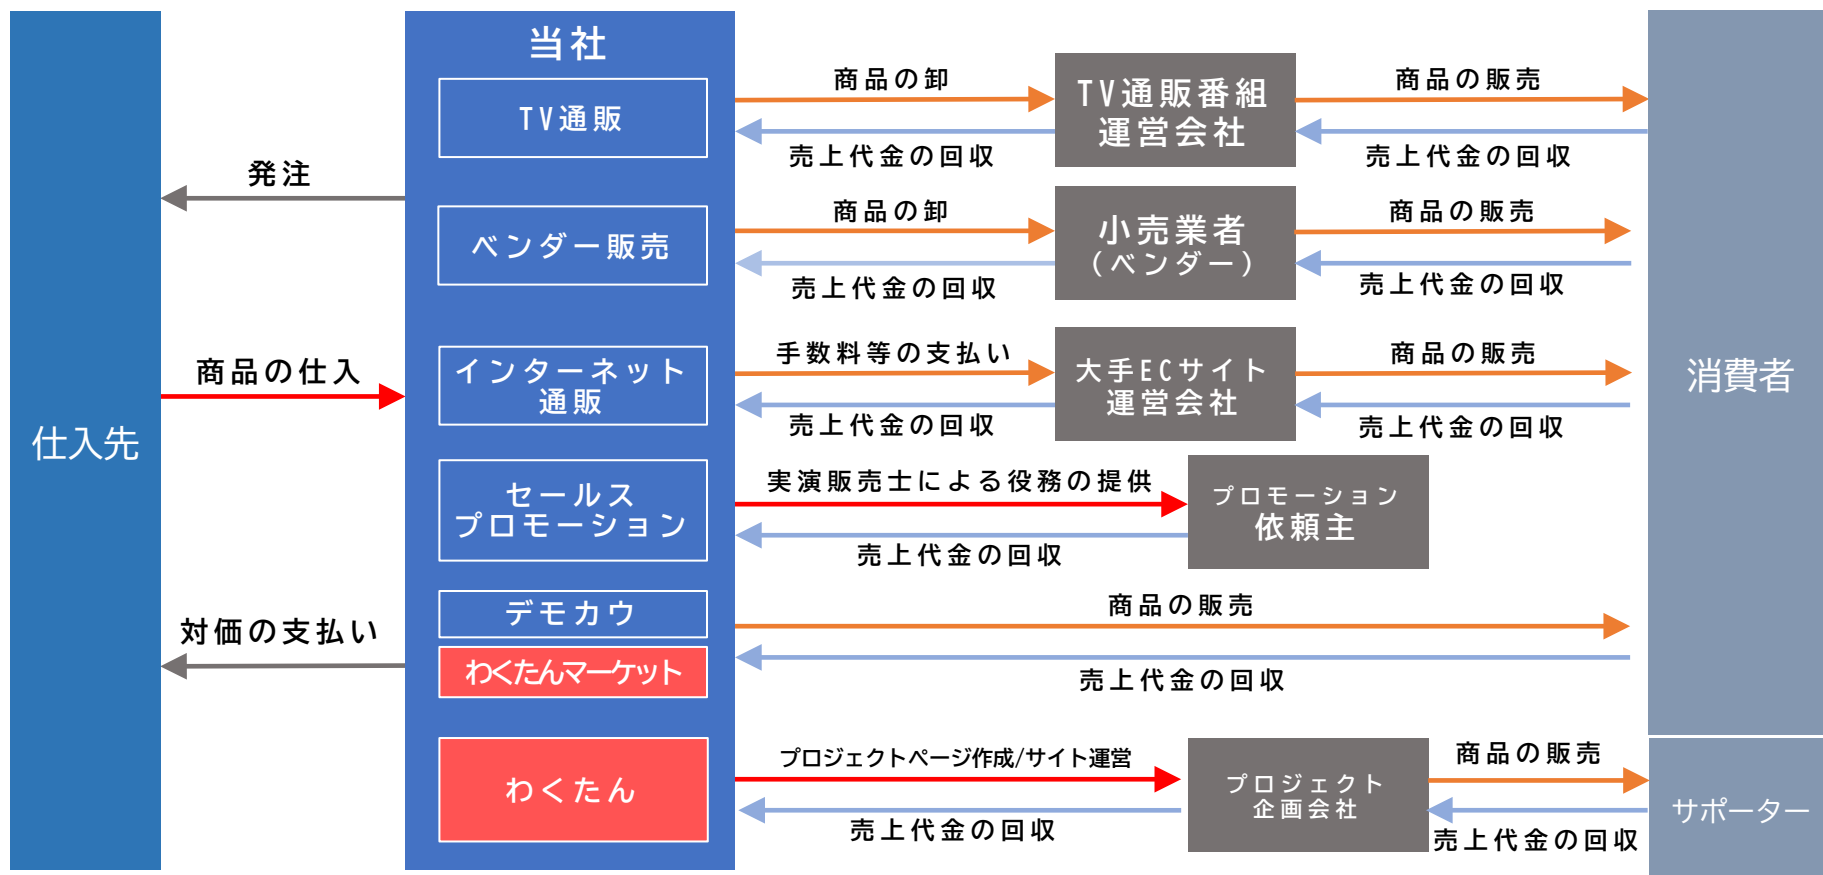 当社
TV通販
商品の卸
売上代金の回収
TV通販番組
運営会社
商品の販売
売上代金の回収
発注
ベンダー販売
商品の卸
売上代金の回収
小売業者
(ベンダー)
商品の販売
売上代金の回収
商品の仕入
インターネット
通販
手数料等の支払い
売上代金の回収
大手ECサイト
運営会社
商品の販売
売上代金の回収
消費者
仕入先
セールス
プロモーション
実演販売士による役務の提供
売上代金の回収
プロモーション
依頼主
対価の支払い
デモカウ
わくたんマーケット
商品の販売
売上代金の回収
わくたん
プロジェクトページ作成/サイト運営
売上代金の回収
プロジェクト
企画会社
商品の販売
売上代金の回収
サポーター